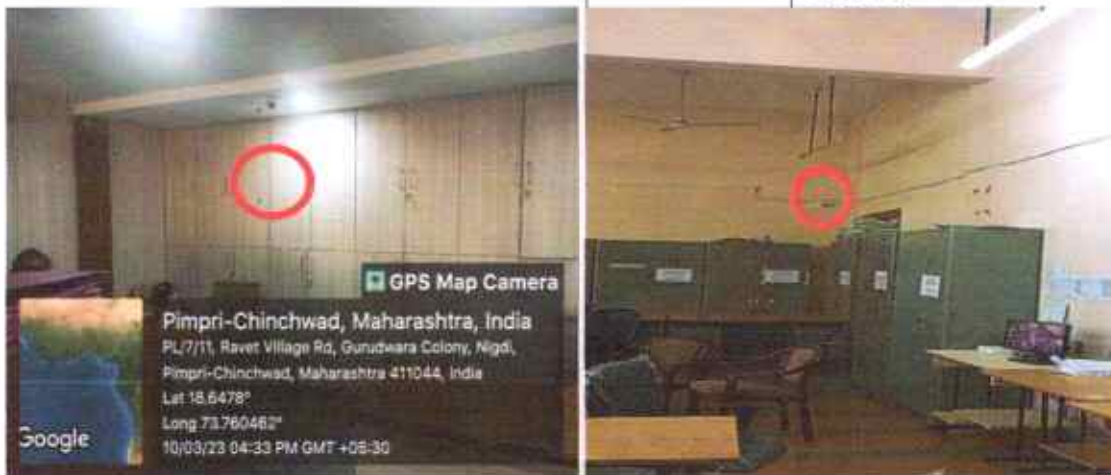 GPS Map Camera
Pimpri-Chinchwad, Maharashtra, India
PL/7/11, Ravet Village Rd, Gurudwara Colony, Nigdi,
Pimpri-Chinchwad, Maharashtra 411044, India
Lat 18.6478°
Long 73.760462°
10/03/23 04:33 PM GMT +05:30
Google